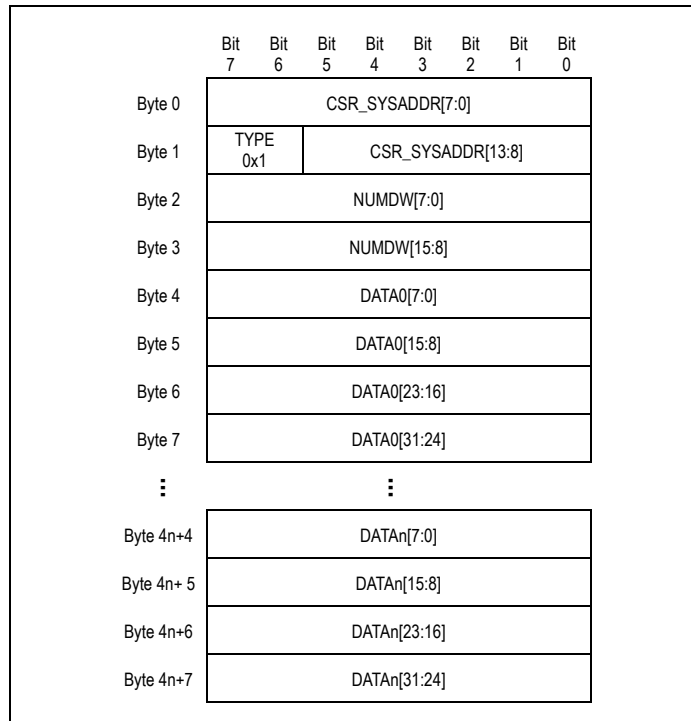 Bit Bit Bit Bit Bit Bit Bit Bit
7 6 5 4 3 2 1 0
Byte 0 CSR_SYSADDR[7:0]
Byte 1 TYPE 0x1 CSR_SYSADDR[13:8]
Byte 2 NUMDW[7:0]
Byte 3 NUMDW[15:8]
Byte 4 DATA0[7:0]
Byte 5 DATA0[15:8]
Byte 6 DATA0[23:16]
Byte 7 DATA0[31:24]
⋮ ⋮
Byte 4n+4 DATAn[7:0]
Byte 4n+ 5 DATAn[15:8]
Byte 4n+6 DATAn[23:16]
Byte 4n+7 DATAn[31:24]